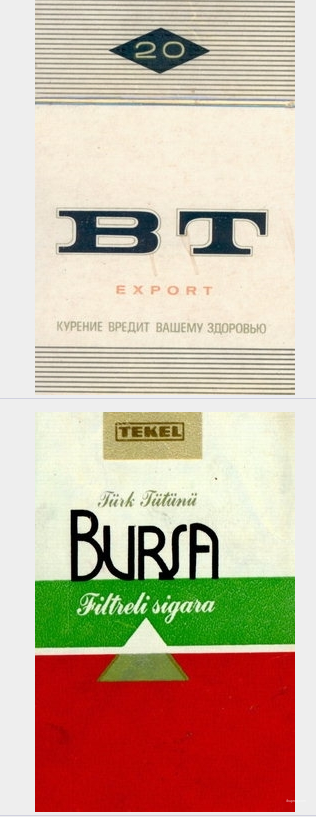 20
BT
EXPORT
КУРЕНИЕ ВРЕДИТ ВАШЕМУ ЗДОРОВЬЮ
TEKEL
Türk Tütünü
BURSA
Filtreli sigara